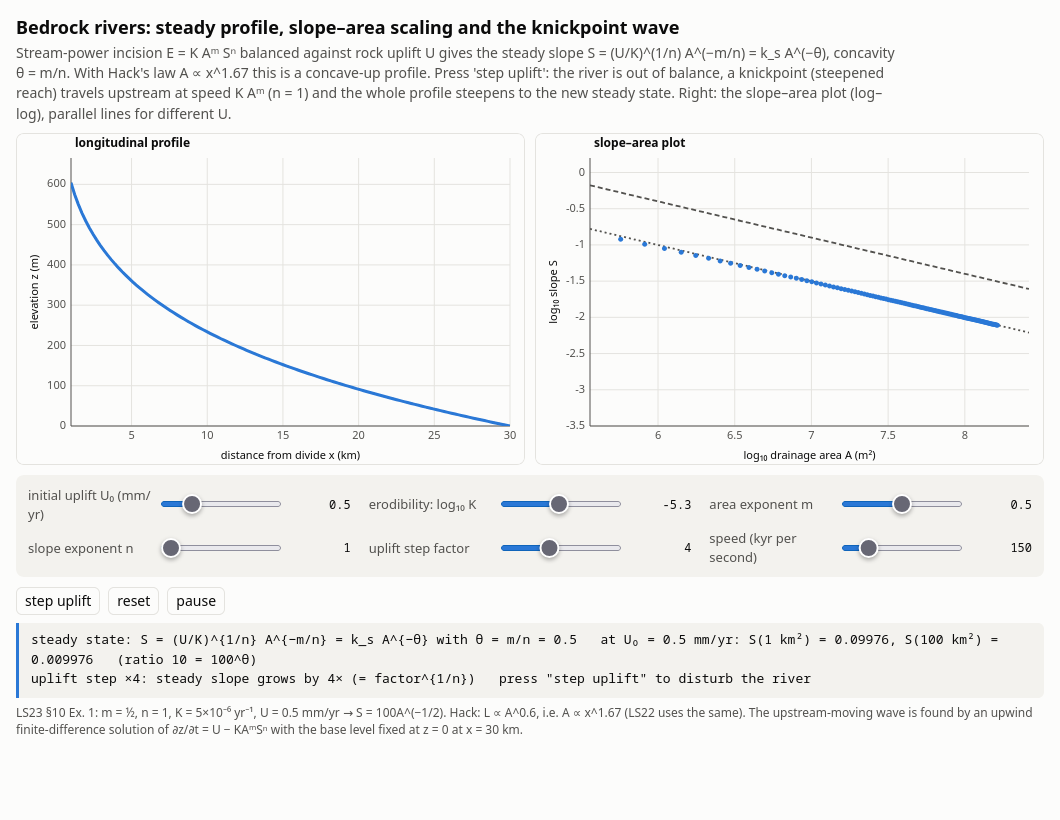 Bedrock rivers: steady profile, slope–area scaling and the knickpoint wave
Stream-power incision E = K Aᵐ Sⁿ balanced against rock uplift U gives the steady slope S = (U/K)^(1/n) A^(−m/n) = k_s A^(−θ), concavity
θ = m/n. With Hack's law A ∝ x^1.67 this is a concave-up profile. Press 'step uplift': the river is out of balance, a knickpoint (steepened
reach) travels upstream at speed K Aᵐ (n = 1) and the whole profile steepens to the new steady state. Right: the slope–area plot (log–
log), parallel lines for different U.
longitudinal profile
600
500
400
300
200
100
0
elevation z (m)
5 10 15 20 25 30
distance from divide x (km)
slope–area plot
0
-0.5
-1
-1.5
-2
-2.5
-3
-3.5
log₁₀ slope S
6 6.5 7 7.5 8
log₁₀ drainage area A (m²)
initial uplift U₀ (mm/
yr) 0.5
erodibility: log₁₀ K -5.3
area exponent m 0.5
slope exponent n 1
uplift step factor 4
speed (kyr per
second) 150
step uplift reset pause
steady state: S = (U/K)^{1/n} A^{−m/n} = k_s A^{−θ} with θ = m/n = 0.5 at U₀ = 0.5 mm/yr: S(1 km²) = 0.09976, S(100 km²) =
0.009976 (ratio 10 = 100^θ)
uplift step ×4: steady slope grows by 4× (= factor^{1/n}) press "step uplift" to disturb the river
LS23 §10 Ex. 1: m = ½, n = 1, K = 5×10⁻⁶ yr⁻¹, U = 0.5 mm/yr → S = 100A^(−1/2). Hack: L ∝ A^0.6, i.e. A ∝ x^1.67 (LS22 uses the same). The upstream-moving wave is found by an upwind
finite-difference solution of ∂z/∂t = U − KAᵐSⁿ with the base level fixed at z = 0 at x = 30 km.